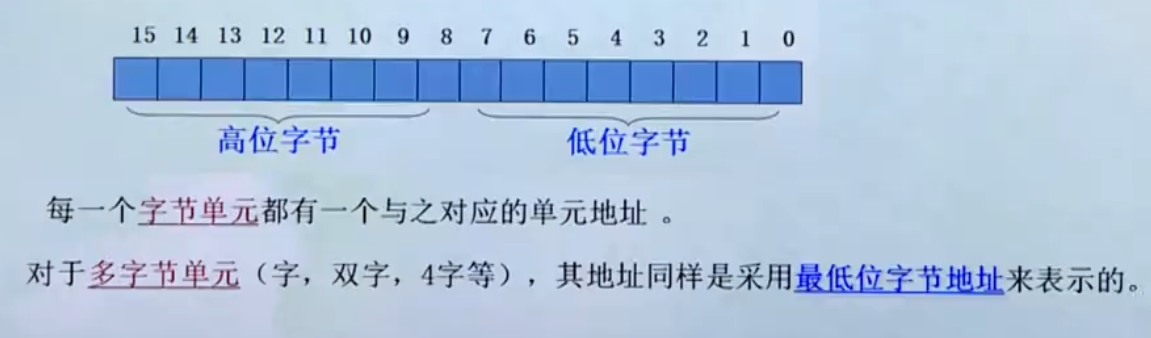 15 14 13 12 11 10 9 8 7 6 5 4 3 2 1 0
高位字节 低位字节
每一个字节单元都有一个与之对应的单元地址 。
对于多字节单元（字，双字，4字等），其地址同样是采用最低位字节地址来表示的。